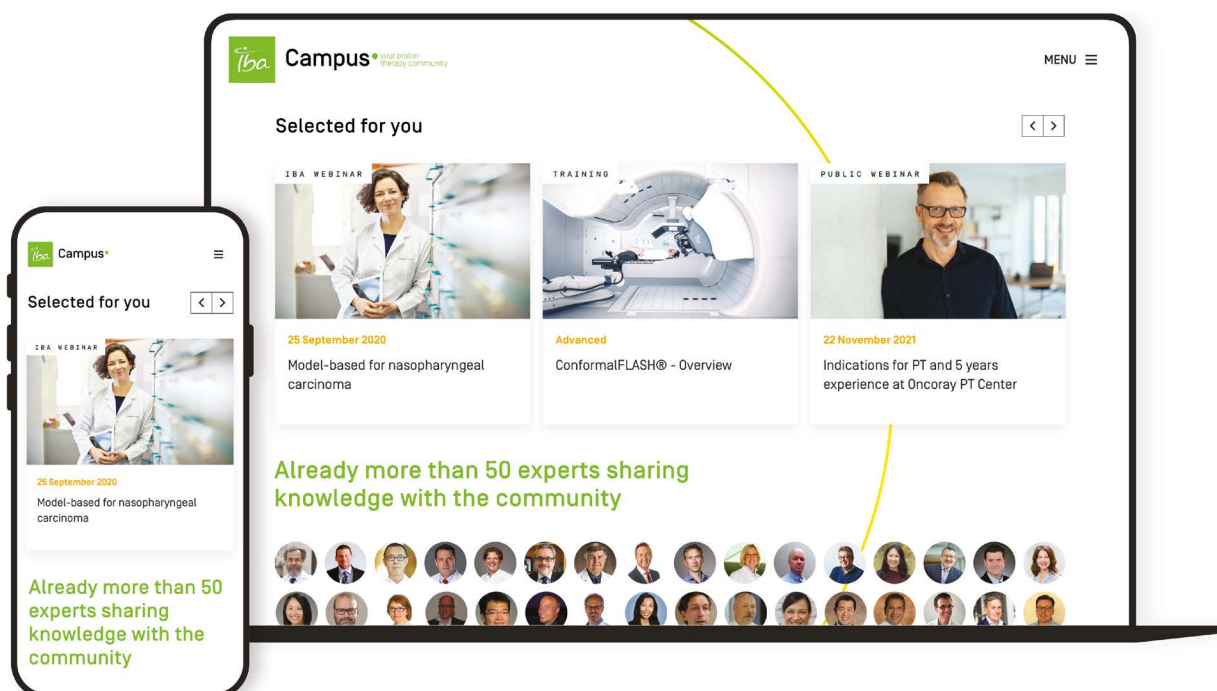 iba
Campus
your proton
therapy community
MENU
Selected for you
IBA WEBINAR
TRAINING
PUBLIC WEBINAR
25 September 2020
Model-based for nasopharyngeal
carcinoma
Advanced
ConformalFLASH® - Overview
22 November 2021
Indications for PT and 5 years
experience at Oncoray PT Center
Already more than 50 experts sharing
knowledge with the community
iba
Campus
Selected for you
IBA WEBINAR
25 September 2020
Model-based for nasopharyngeal
carcinoma
Already more than 50
experts sharing
knowledge with the
community